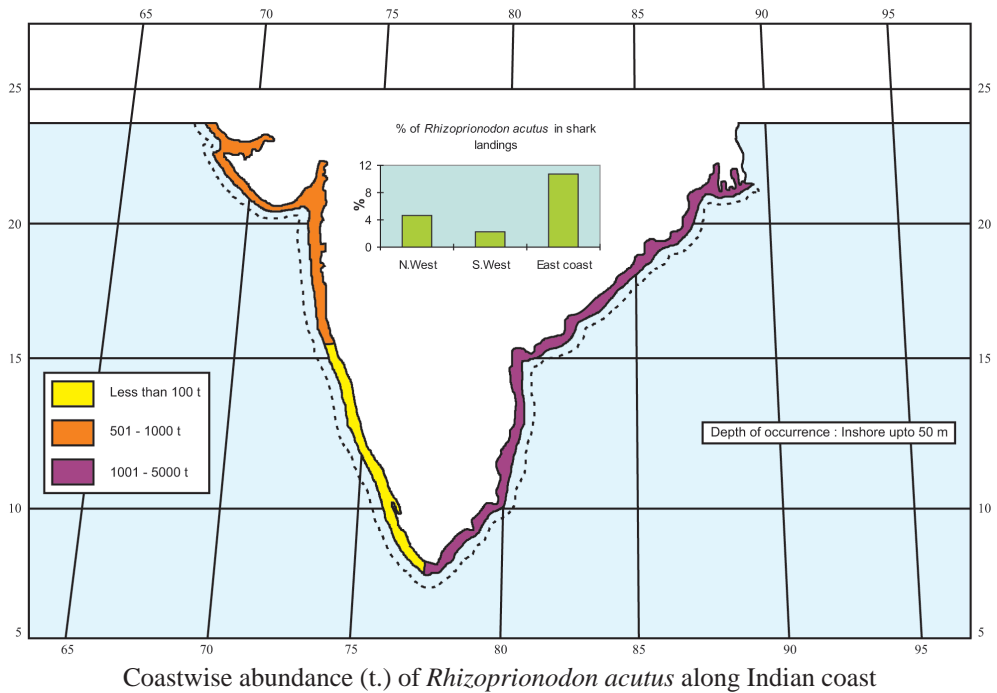 65 70 75 80 85 90 95
25 25
% of Rhizoprionodon acutus in shark
landings
12
8
%
4
0
N.West S.West East coast
20 20
15 15
Less than 100 t
501 - 1000 t
1001 - 5000 t
Depth of occurrence : Inshore upto 50 m
10 10
5 5
65 70 75 80 85 90 95
Coastwise abundance (t.) of Rhizoprionodon acutus along Indian coast